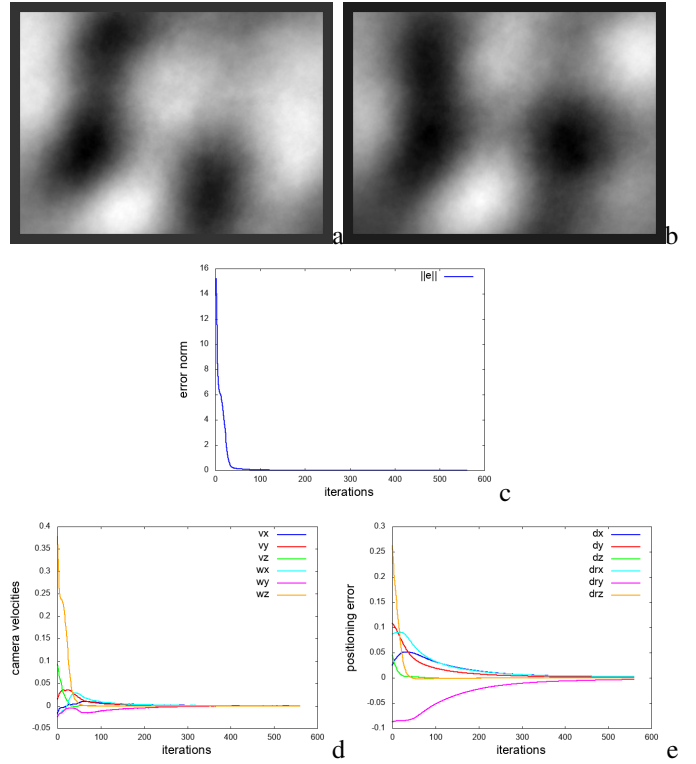 a
b
16
14
12
10
8
6
4
2
0
error norm
||e||
0 100 200 300 400 500 600
iterations
c
0.4
0.35
0.3
0.25
0.2
0.15
0.1
0.05
0
-0.05
camera velocities
vx
vy
vz
wx
wy
wz
0 100 200 300 400 500 600
iterations
d
0.3
0.25
0.2
0.15
0.1
0.05
0
-0.05
-0.1
positioning error
dx
dy
dz
drx
dry
drz
0 100 200 300 400 500 600
iterations
e